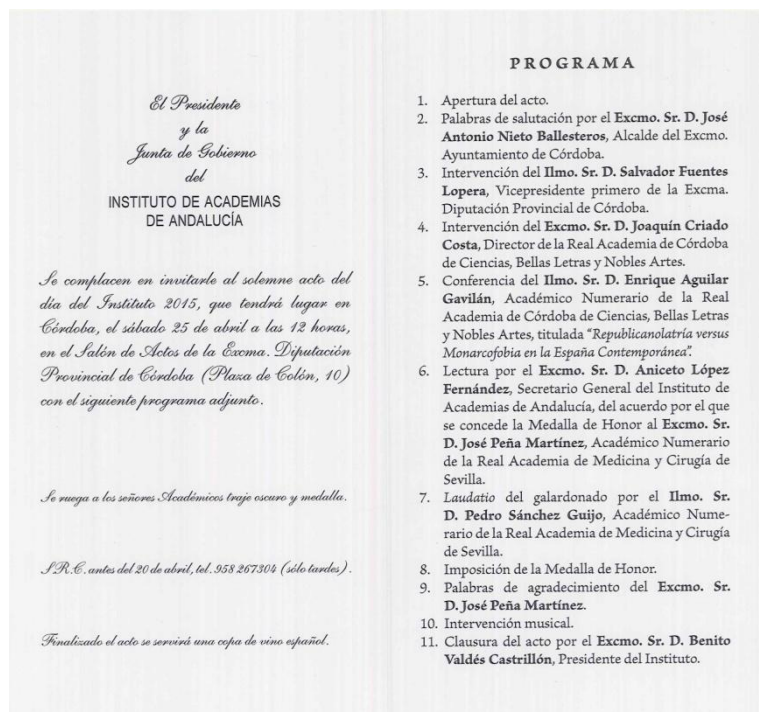 El Presidente
y la
Junta de Gobierno
del
INSTITUTO DE ACADEMIAS
DE ANDALUCÍA
Se complacen en invitarle al solemne acto del
día del Instituto 2015, que tendrá lugar en
Córdoba, el sábado 25 de abril a las 12 horas,
en el Salón de Actos de la Excma. Diputación
Provincial de Córdoba (Plaza de Colón, 10)
con el siguiente programa adjunto.
Se ruega a los señores Académicos traje oscuro y medalla.
S.R.C. antes del 20 de abril, tel. 958 267304 (sólo tardes).
Finalizado el acto se servirá una copa de vino español.
PROGRAMA
1. Apertura del acto.
2. Palabras de salutación por el Excmo. Sr. D. José
Antonio Nieto Ballesteros, Alcalde del Excmo.
Ayuntamiento de Córdoba.
3. Intervención del Ilmo. Sr. D. Salvador Fuentes
Lopera, Vicepresidente primero de la Excma.
Diputación Provincial de Córdoba.
4. Intervención del Excmo. Sr. D. Joaquín Criado
Costa, Director de la Real Academia de Córdoba
de Ciencias, Bellas Letras y Nobles Artes.
5. Conferencia del Ilmo. Sr. D. Enrique Aguilar
Gavilán, Académico Numerario de la Real
Academia de Córdoba de Ciencias, Bellas Letras
y Nobles Artes, titulada “Republicanolatría versus
Monarcofobia en la España Contemporánea”.
6. Lectura por el Excmo. Sr. D. Aniceto López
Fernández, Secretario General del Instituto de
Academias de Andalucía, del acuerdo por el que
se concede la Medalla de Honor al Excmo. Sr.
D. José Peña Martínez, Académico Numerario
de la Real Academia de Medicina y Cirugía de
Sevilla.
7. Laudatio del galardonado por el Ilmo. Sr.
D. Pedro Sánchez Guijo, Académico Nume-
rario de la Real Academia de Medicina y Cirugía
de Sevilla.
8. Imposición de la Medalla de Honor.
9. Palabras de agradecimiento del Excmo. Sr.
D. José Peña Martínez.
10. Intervención musical.
11. Clausura del acto por el Excmo. Sr. D. Benito
Valdés Castrillón, Presidente del Instituto.